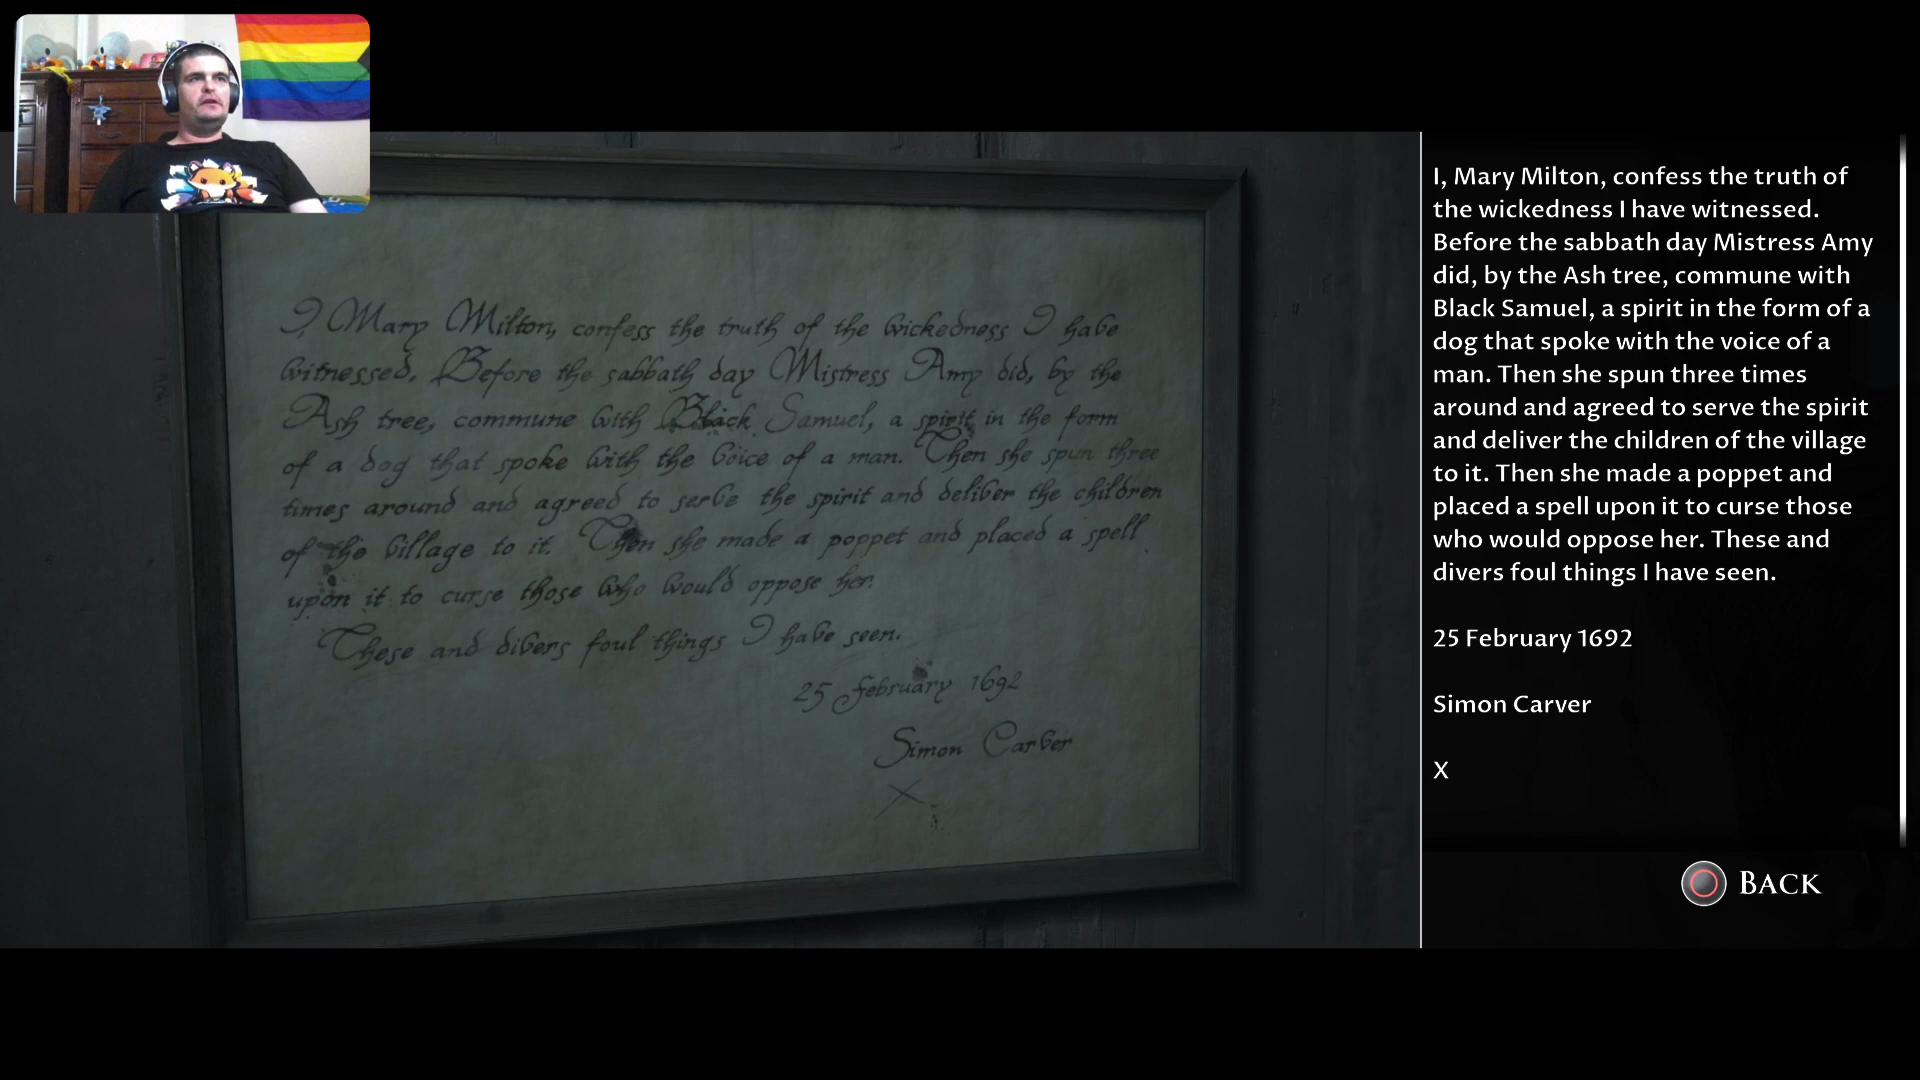 I, Mary Milton, confess the truth of the wickedness I have
witnessed. Before the sabbath day Mistress Amy did, by the
Ash tree, commune with Black Samuel, a spirit in the form
of a dog that spoke with the voice of a man. Then she spun three
times around and agreed to serve the spirit and deliver the children
of the village to it. Then she made a poppet and placed a spell
upon it to curse those who would oppose her.
These and divers foul things I have seen.
25 February 1692
Simon Carver
X
I, Mary Milton, confess the truth of
the wickedness I have witnessed.
Before the sabbath day Mistress Amy
did, by the Ash tree, commune with
Black Samuel, a spirit in the form of a
dog that spoke with the voice of a
man. Then she spun three times
around and agreed to serve the spirit
and deliver the children of the village
to it. Then she made a poppet and
placed a spell upon it to curse those
who would oppose her. These and
divers foul things I have seen.
25 February 1692
Simon Carver
X
BACK